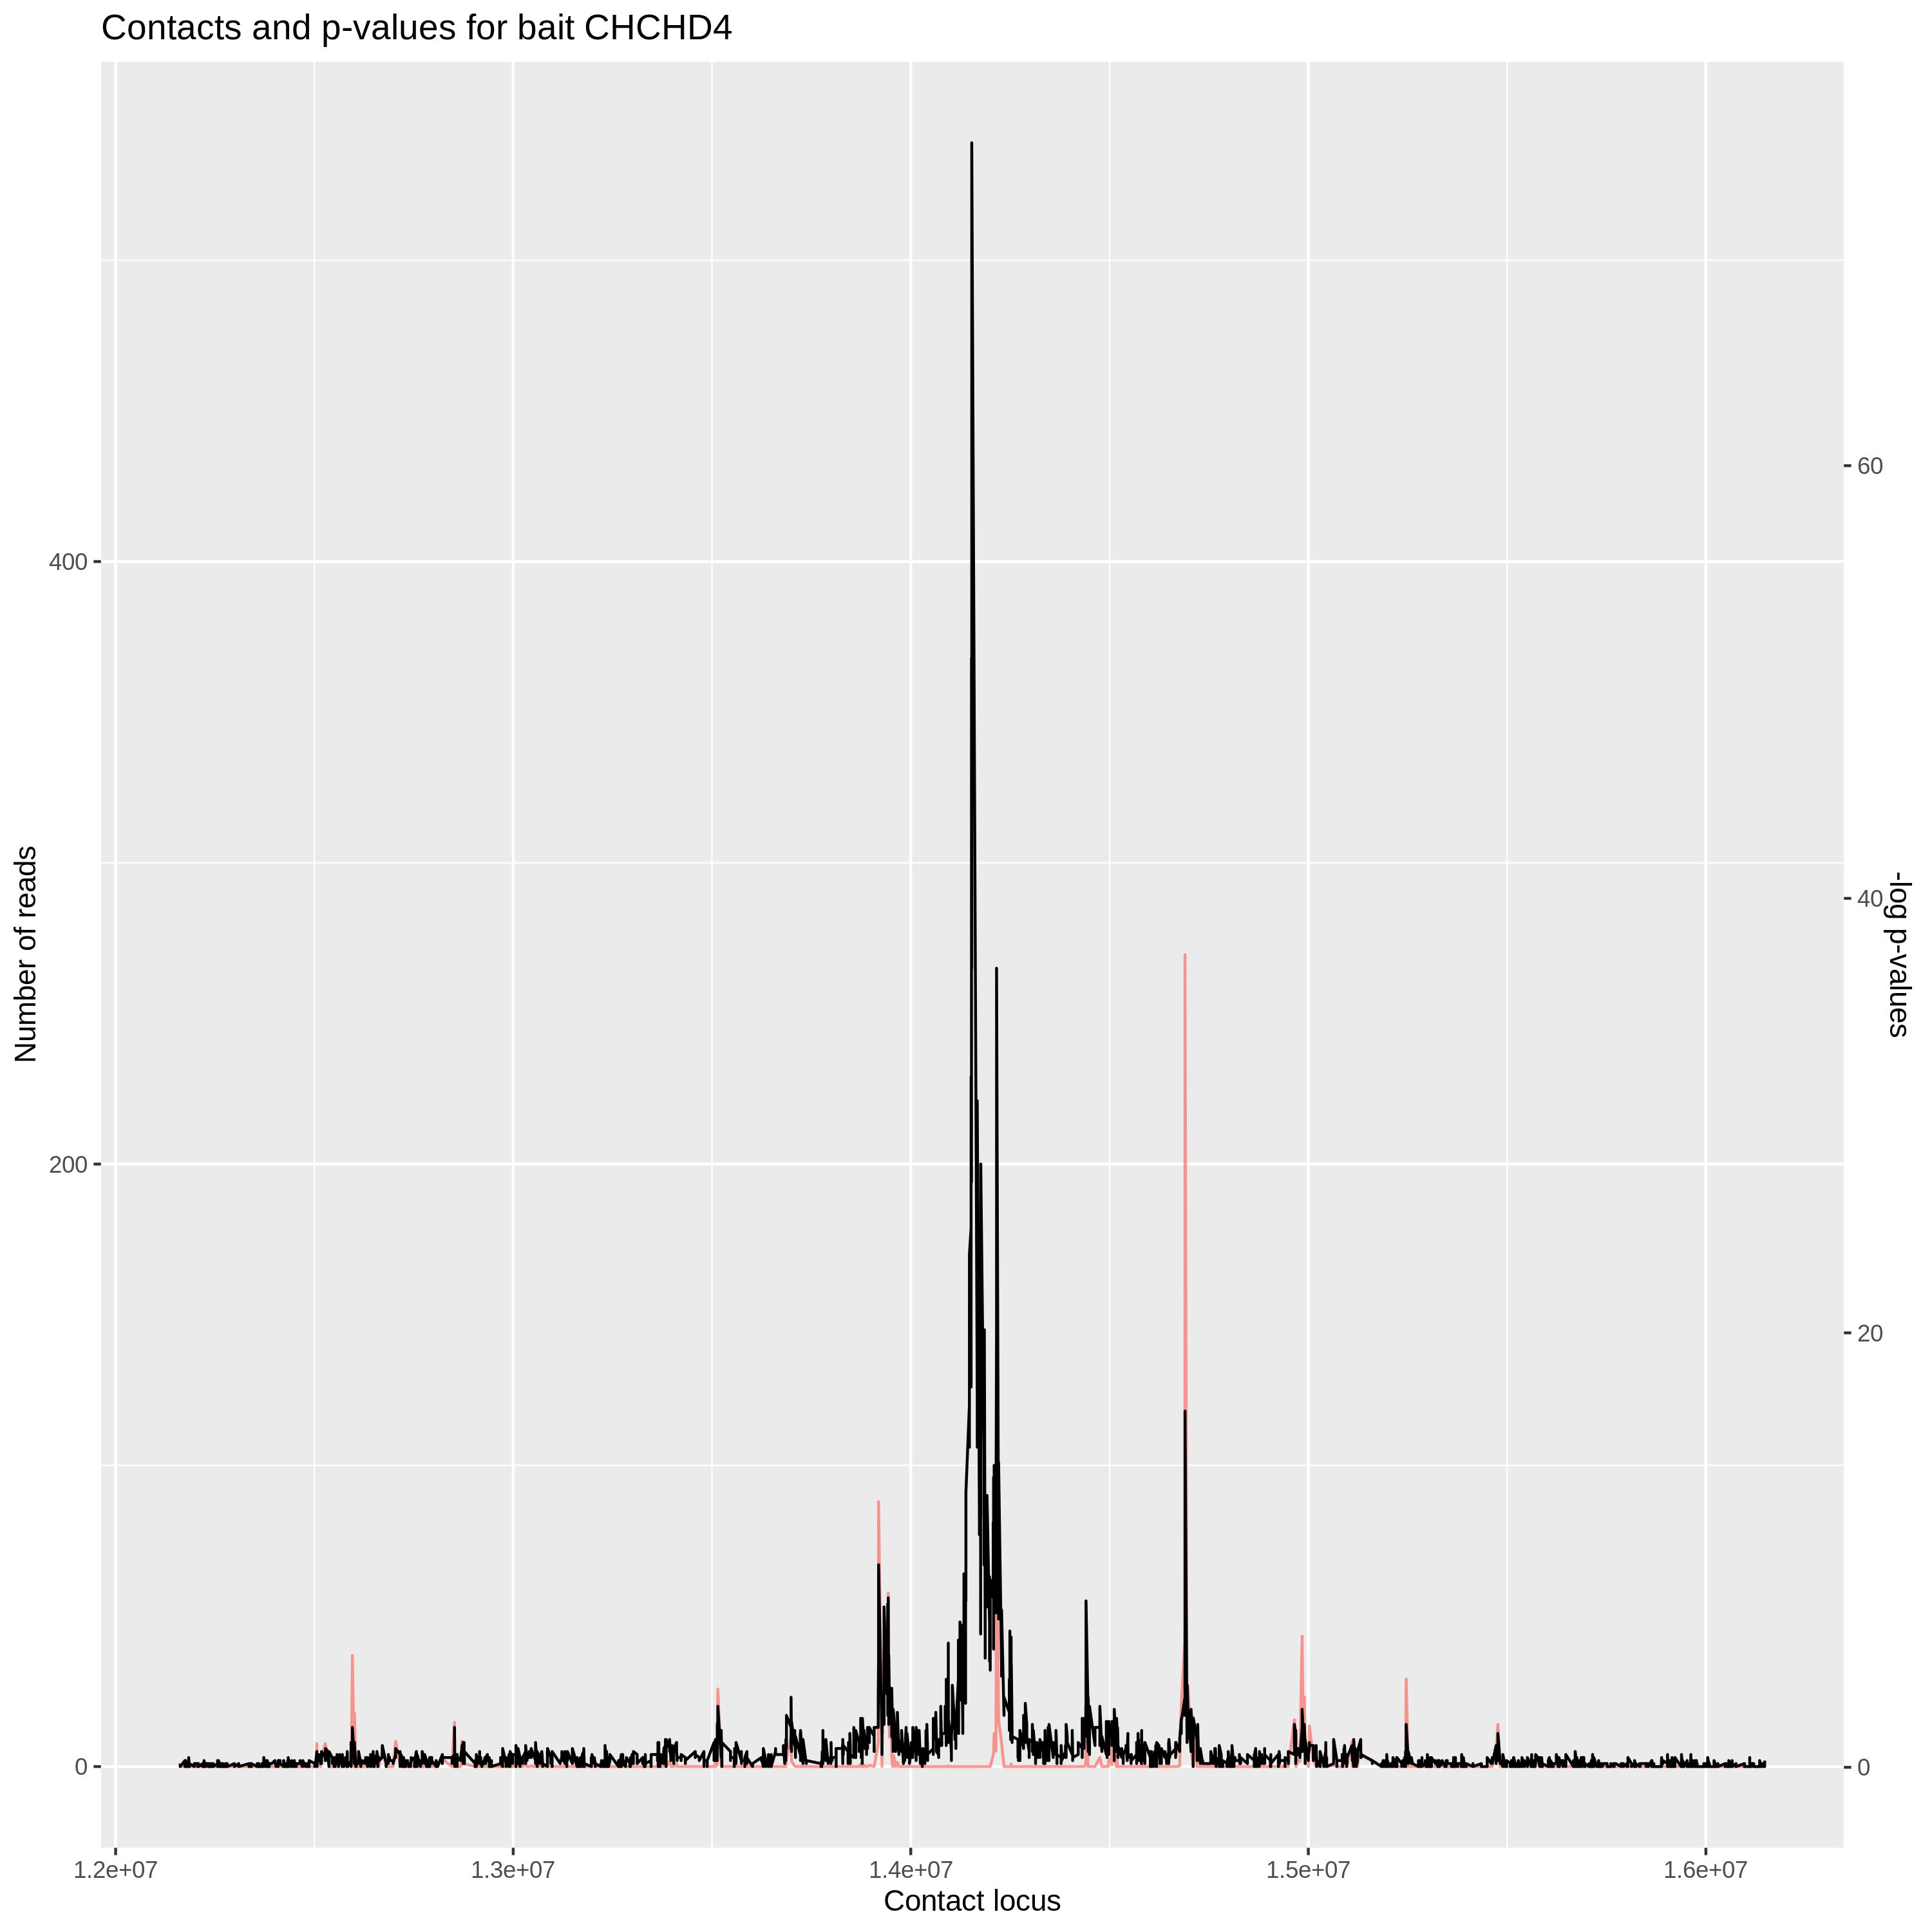 Contacts and p-values for bait CHCHD4
Number of reads
400
200
0
60
40
20
0
-log p-values
1.2e+07
1.3e+07
1.4e+07
1.5e+07
1.6e+07
Contact locus